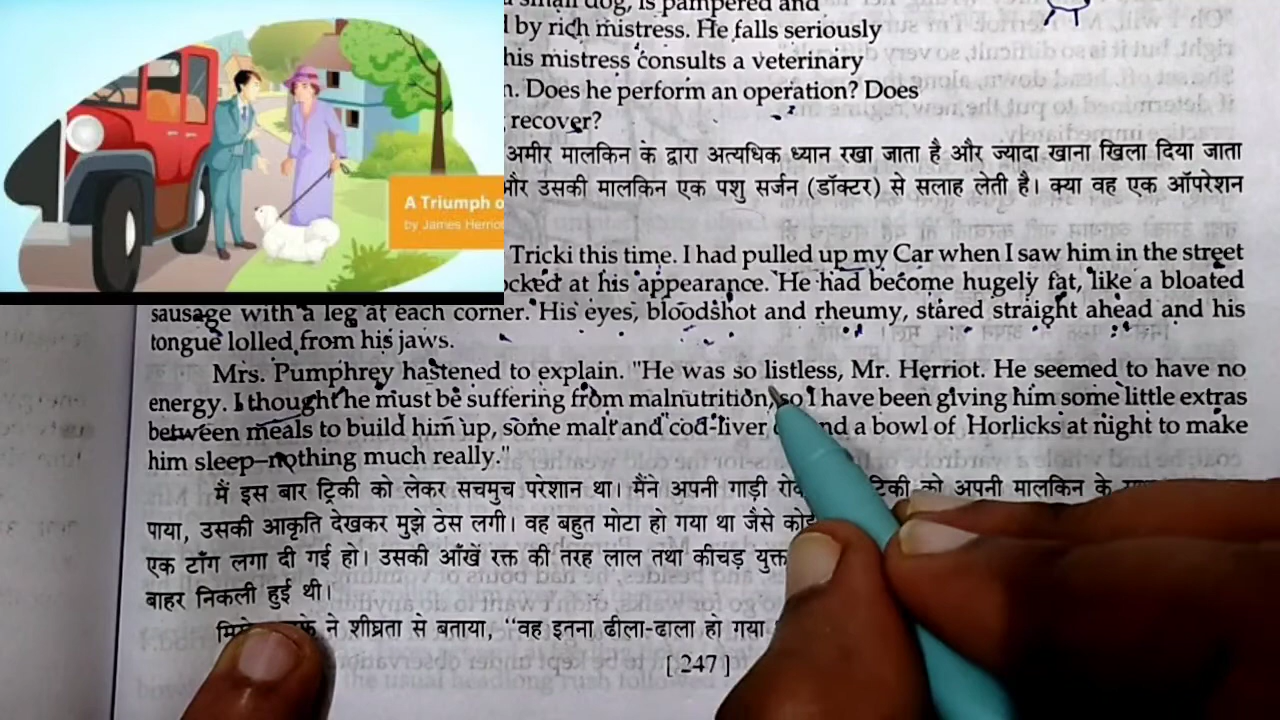 small dog, is pampered and
by rich mistress. He falls seriously
his mistress consults a veterinary
Does he perform an operation? Does
recover?
अमीर मालकिन के द्वारा अत्यधिक ध्यान रखा जाता है और ज्यादा खाना खिला दिया जाता
और उसकी मालकिन एक पशु सर्जन (डॉक्टर) से सलाह लेती है। क्या वह एक ऑपरेशन
A Triumph o
by James Herriot
Tricki this time. I had pulled up my Car when I saw him in the street
at his appearance. He had become hugely fat, like a bloated
sausage with a leg at each corner. His eyes, bloodshot and rheumy, stared straight ahead and his
tongue lolled from his jaws.
Mrs. Pumphrey hastened to explain. "He was so listless, Mr. Herriot. He seemed to have no
energy. I thought he must be suffering from malnutrition, so I have been giving him some little extras
between meals to build him up, some malt and cod-liver and a bowl of Horlicks at night to make
him sleep—nothing much really."
मैं इस बार ट्रिकी को लेकर सचमुच परेशान था। मैंने अपनी गाड़ी को अपनी मालकिन के
पाया, उसकी आकृति देखकर मुझे ठेस लगी। वह बहुत मोटा हो गया था जैसे
एक टाँग लगा दी गई हो। उसकी आँखें रक्त की तरह लाल तथा कीचड़ युक्त
बाहर निकली हुई थी।
ने शीघ्रता से बताया, "वह इतना ढीला-ढाला हो गया
[ 247 ]